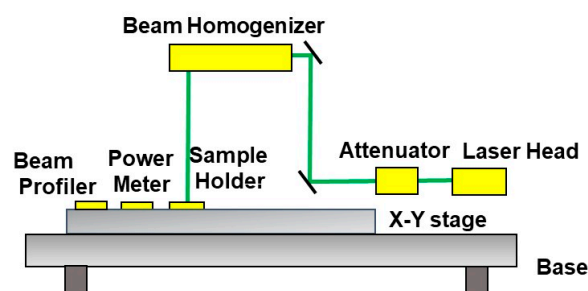 Beam Homogenizer
Beam
Profiler
Power
Meter
Sample
Holder
Attenuator
Laser Head
X-Y stage
Base